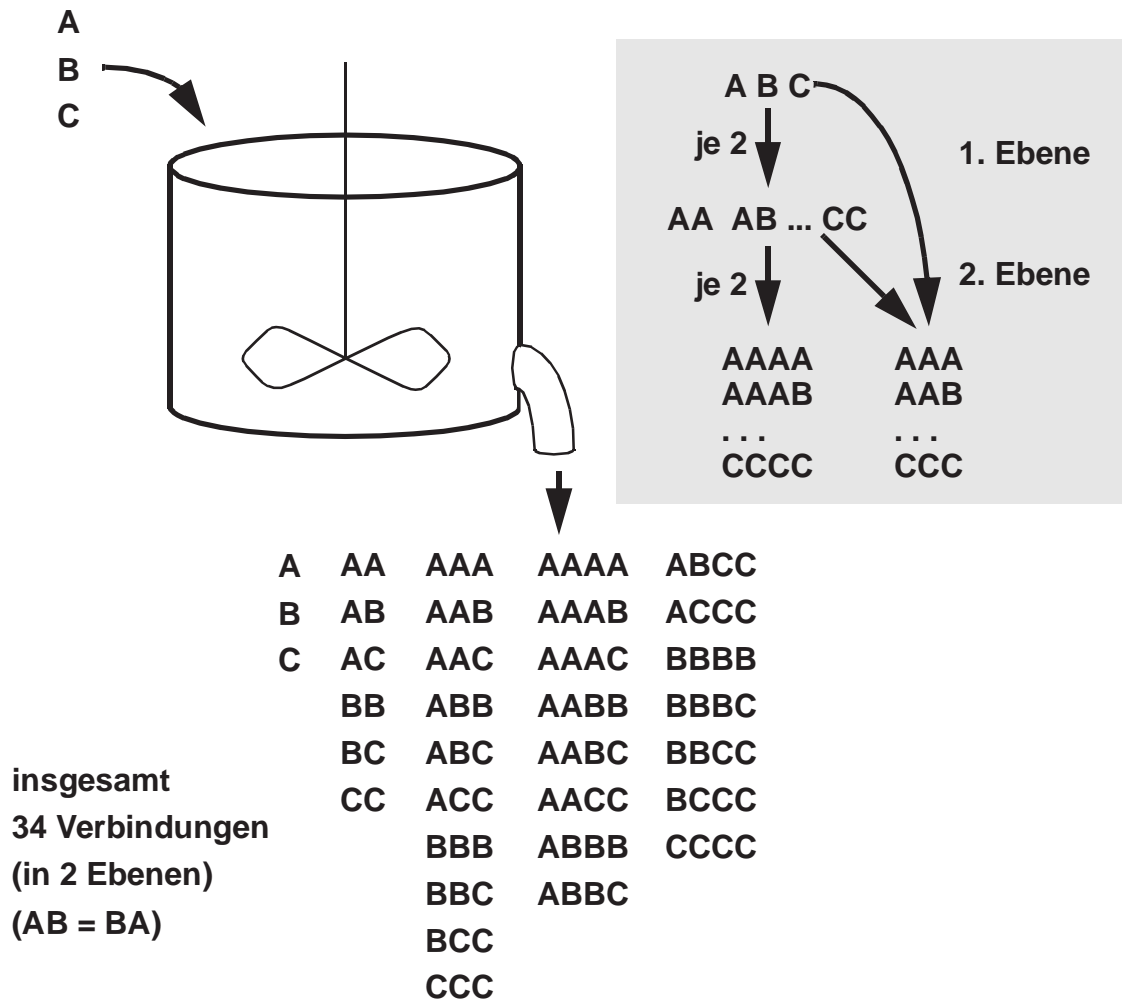 A
B
C
A B C
je 2
1. Ebene
AA AB ... CC
je 2
2. Ebene
AAAA AAA
AAAB AAB
. . . . . .
CCCC CCC
A AA AAA AAAA ABCC
B AB AAB AAAB ACCC
C AC AAC AAAC BBBB
BB ABB AABB BBBC
BC ABC AABC BBCC
CC ACC AACC BCCC
BBB ABBB CCCC
BBC ABBC
BCC
CCC
insgesamt
34 Verbindungen
(in 2 Ebenen)
(AB = BA)